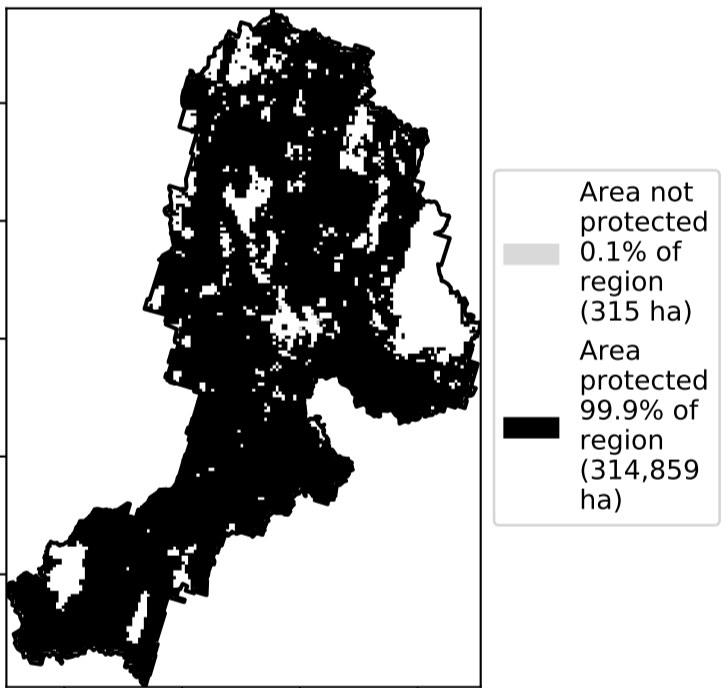 Area not
protected
0.1% of
region
(315 ha)
Area
protected
99.9% of
region
(314,859
ha)